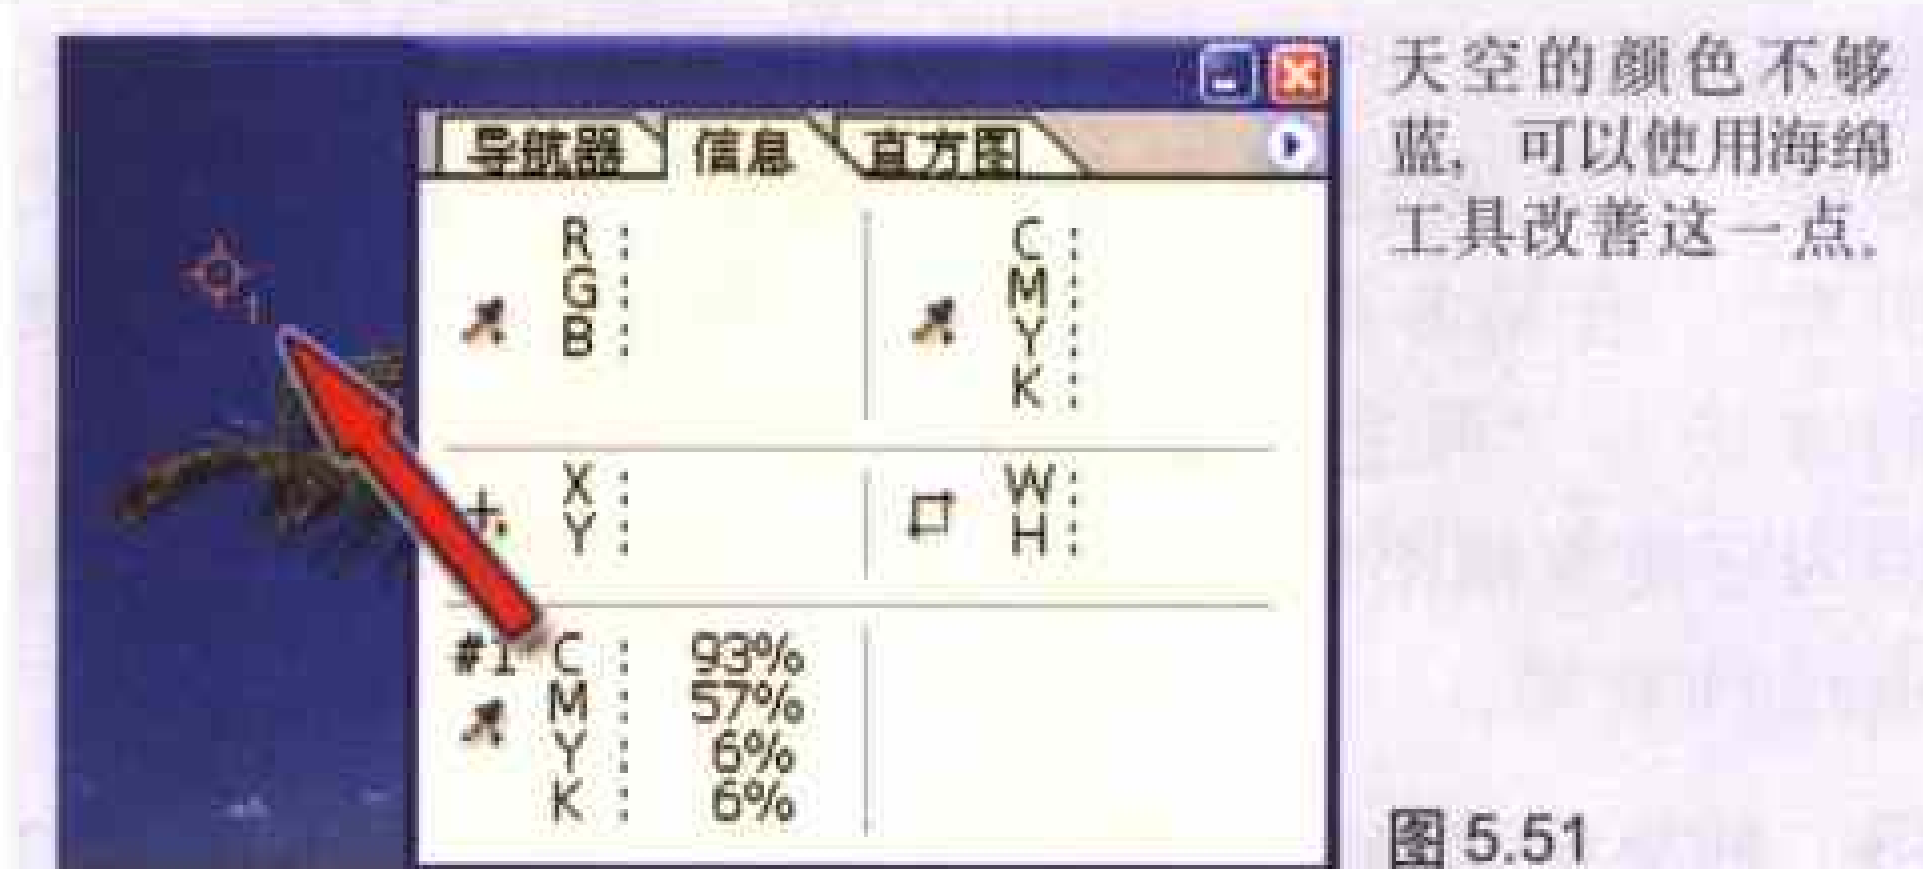 天空的颜色不够
蓝，可以使用海绵
工具改善这一点。
导航器 信息 直方图
R :
G :
B :
C :
M :
Y :
K :
X :
Y :
W :
H :
1
#1 C : 93%
M : 57%
Y : 6%
K : 6%
图 5.51